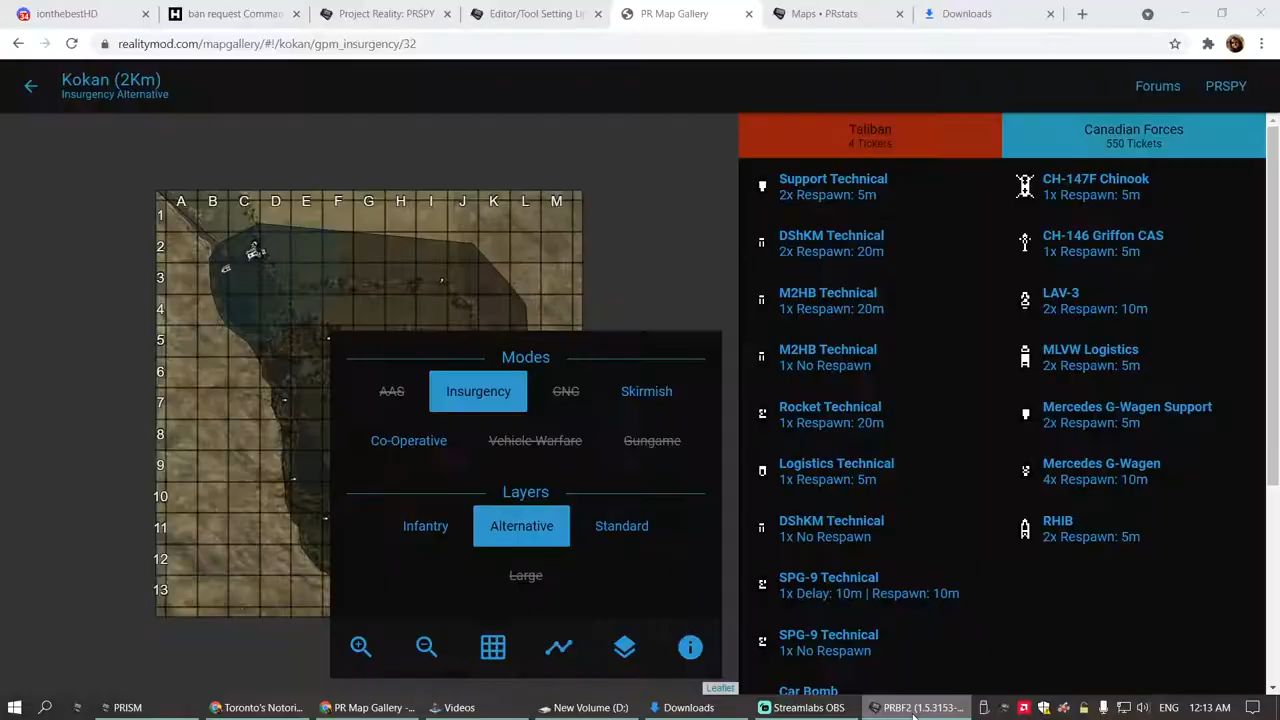 ionthebestHD
ban request Comma
Project Reality: PRSPY
Editor/Tool Setting Up
PR Map Gallery
Maps • PRstats
Downloads
realitymod.com/mapgallery/#!/kokan/gpm_insurgency/32
Kokan (2Km)
Insurgency Alternative
Forums
PRSPY
Taliban
4 Tickets
Canadian Forces
550 Tickets
A B C D E F G H I J K L M
1
2
3
4
5
6
7
8
9
10
11
12
13
Modes
AAS
Insurgency
CNC
Skirmish
Co-Operative
Vehicle Warfare
Gungame
Layers
Infantry
Alternative
Standard
Large
Leaflet
Support Technical
2x Respawn: 5m
DShKM Technical
2x Respawn: 20m
M2HB Technical
1x Respawn: 20m
M2HB Technical
1x No Respawn
Rocket Technical
1x Respawn: 20m
Logistics Technical
1x Respawn: 5m
DShKM Technical
1x No Respawn
SPG-9 Technical
1x Delay: 10m | Respawn: 10m
SPG-9 Technical
1x No Respawn
Car Bomb
CH-147F Chinook
1x Respawn: 5m
CH-146 Griffon CAS
1x Respawn: 5m
LAV-3
2x Respawn: 10m
MLVW Logistics
2x Respawn: 5m
Mercedes G-Wagen Support
2x Respawn: 5m
Mercedes G-Wagen
4x Respawn: 10m
RHIB
2x Respawn: 5m
PRISM
Toronto's Notori...
PR Map Gallery -...
Videos
New Volume (D:)
Downloads
Streamlabs OBS
PRBF2 (1.5.3153-...
ENG
12:13 AM